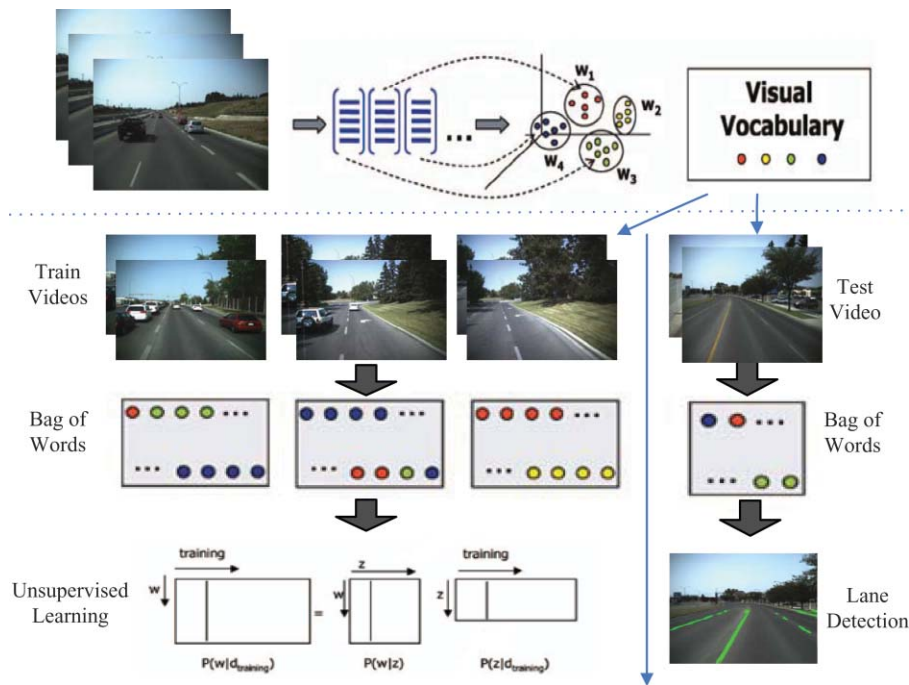 W1
W2
W4
W3
Visual
Vocabulary
Train
Videos
Test
Video
Bag of
Words
Bag of
Words
Unsupervised
Learning
training
w
P(w|dtraining)
=
z
w
P(w|z)
training
z
P(z|dtraining)
Lane
Detection